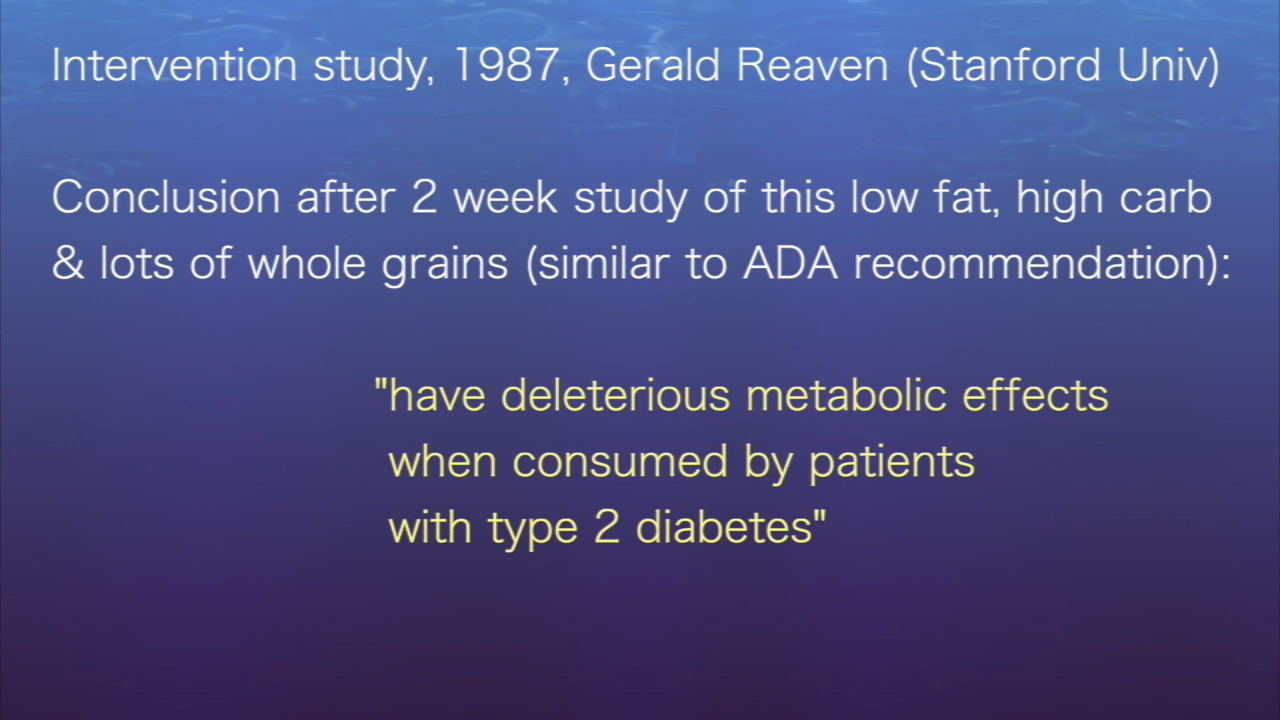 Intervention study, 1987, Gerald Reaven (Stanford Univ)
Conclusion after 2 week study of this low fat, high carb
& lots of whole grains (similar to ADA recommendation):
"have deleterious metabolic effects
when consumed by patients
with type 2 diabetes"